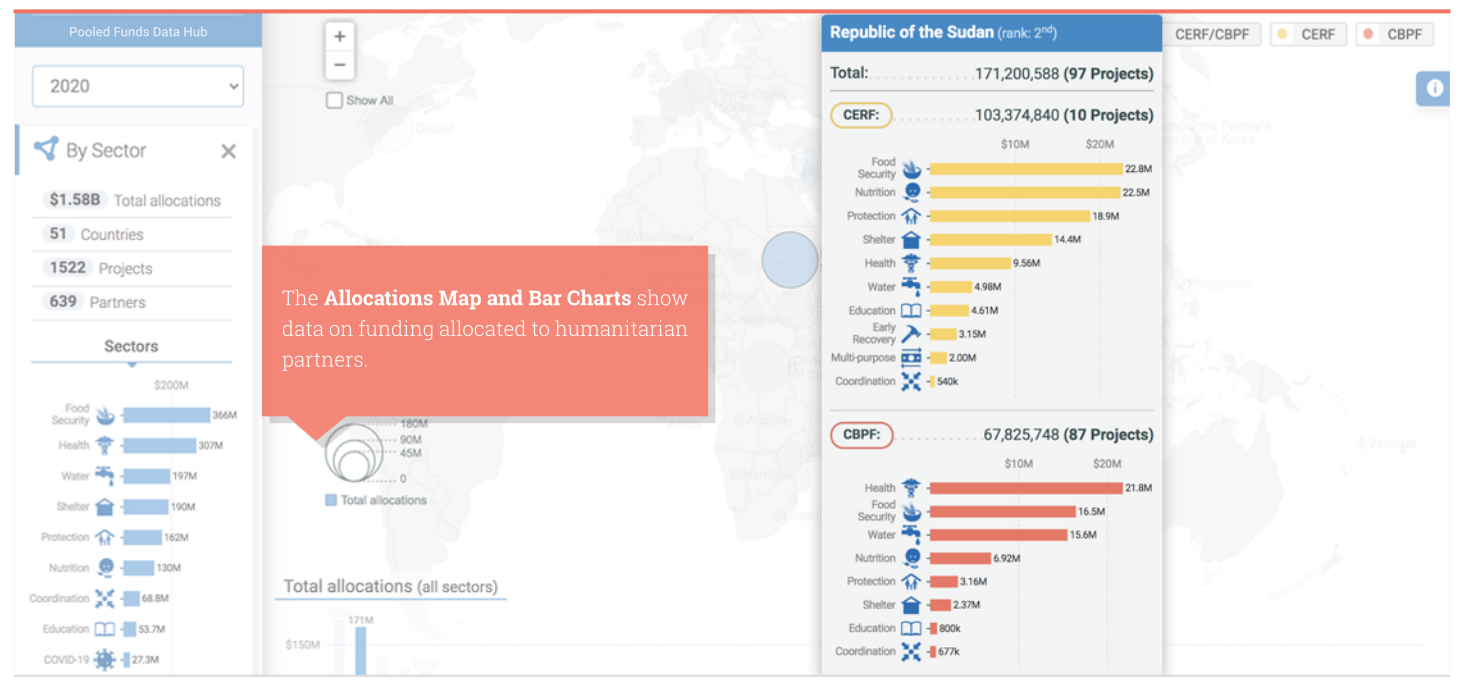 Pooled Funds Data Hub
2020
By Sector
$1.58B Total allocations
51 Countries
1522 Projects
639 Partners
Sectors
$200M
Food Security 366M
Health 307M
Water 197M
Shelter 190M
Protection 162M
Nutrition 130M
Coordination 68.8M
Education 53.7M
COVID-19 27.3M
+
−
Show All
Global
The Allocations Map and Bar Charts show
data on funding allocated to humanitarian
partners.
180M
90M
45M
0
Total allocations
Total allocations (all sectors)
171M
$150M
Republic of the Sudan (rank: 2nd)
Total: 171,200,588 (97 Projects)
CERF: 103,374,840 (10 Projects)
$10M $20M
Food Security 22.8M
Nutrition 22.5M
Protection 18.9M
Shelter 14.4M
Health 9.56M
Water 4.98M
Education 4.61M
Early Recovery 3.15M
Multi-purpose 2.00M
Coordination 540k
CBPF: 67,825,748 (87 Projects)
$10M $20M
Health 21.8M
Food Security 16.5M
Water 15.6M
Nutrition 6.92M
Protection 3.16M
Shelter 2.37M
Education 800k
Coordination 677k
CERF/CBPF
CERF
CBPF
i
Philippines
Vanuatu
Mauritania
Angola
Namibia